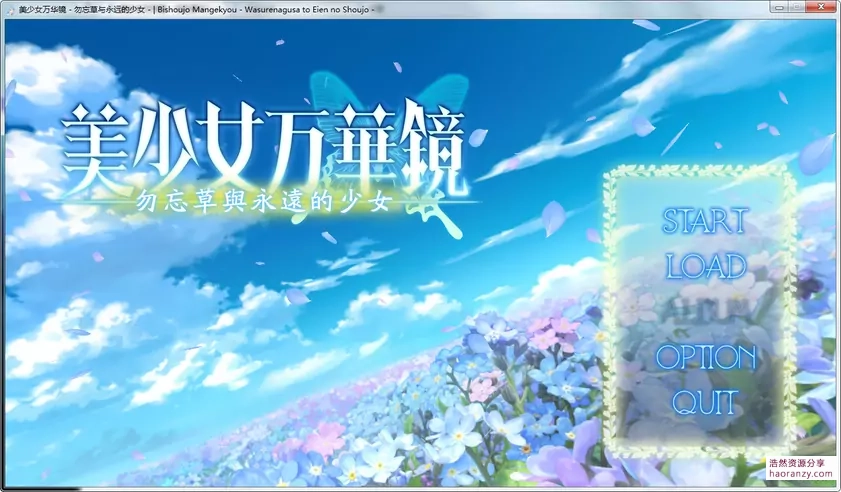 美少女万华镜 - 勿忘草与永远的少女 - | Bishoujo Mangekyou - Wasurenagusa to Eien no Shoujo -
美少女万華镜
勿忘草與永遠的少女
START
LOAD
OPTION
QUIT
浩然资源分享
haoranzy.com